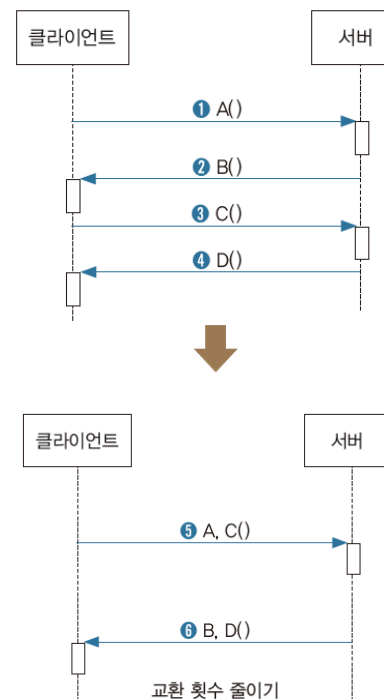 클라이언트
서버
❶ A()
❷ B()
❸ C()
❹ D()
클라이언트
서버
❺ A, C()
❻ B, D()
교환 횟수 줄이기